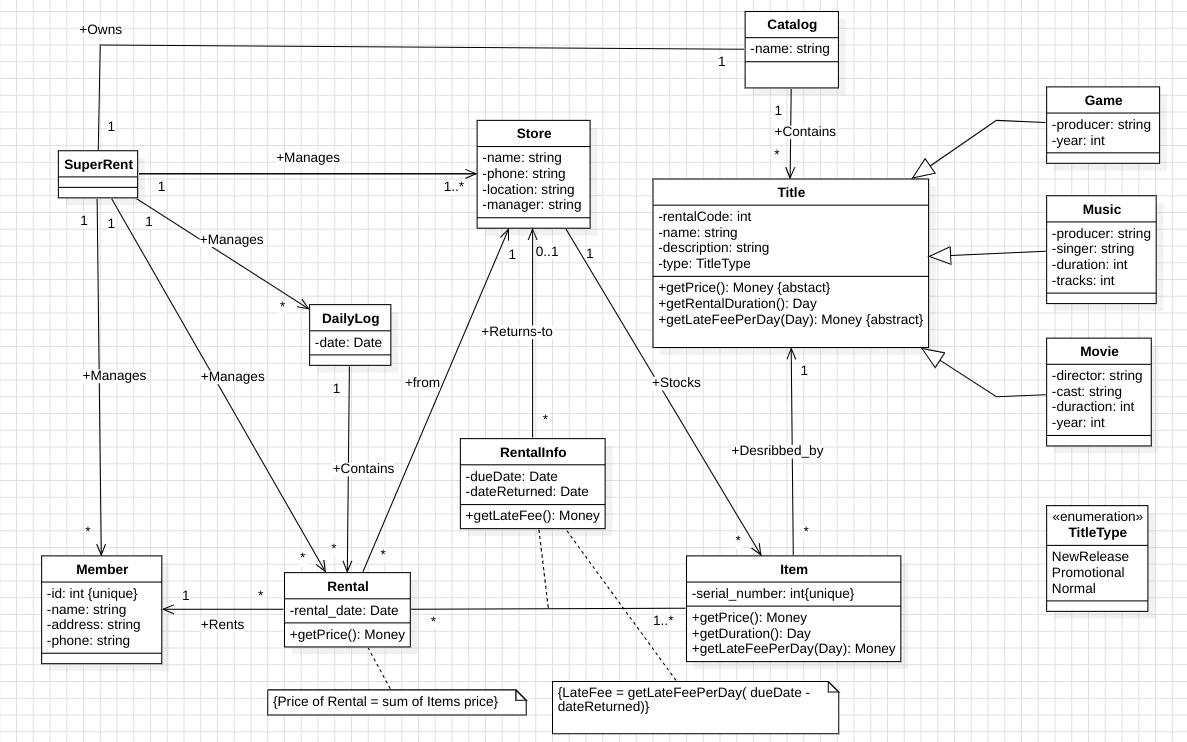 +Owns
Catalog
-name: string
1
1
1
+Contains
*
Game
-producer: string
-year: int
Store
-name: string
-phone: string
-location: string
-manager: string
SuperRent
+Manages
1
1..*
Title
-rentalCode: int
-name: string
-description: string
-type: TitleType
+getPrice(): Money {abstact}
+getRentalDuration(): Day
+getLateFeePerDay(Day): Money {abstract}
Music
-producer: string
-singer: string
-duration: int
-tracks: int
1
1
1
+Manages
*
1
0..1
1
DailyLog
-date: Date
+Returns-to
Movie
-director: string
-cast: string
-duraction: int
-year: int
+Manages
+Manages
1
+from
+Stocks
1
*
RentalInfo
-dueDate: Date
-dateReturned: Date
+getLateFee(): Money
+Contains
+Desribbed_by
«enumeration»
TitleType
NewRelease
Promotional
Normal
*
*
*
*
*
*
Member
-id: int {unique}
-name: string
-address: string
-phone: string
1
*
+Rents
Rental
-rental_date: Date
+getPrice(): Money
*
1..*
Item
-serial_number: int{unique}
+getPrice(): Money
+getDuration(): Day
+getLateFeePerDay(Day): Money
{Price of Rental = sum of Items price}
{LateFee = getLateFeePerDay( dueDate -
dateReturned)}